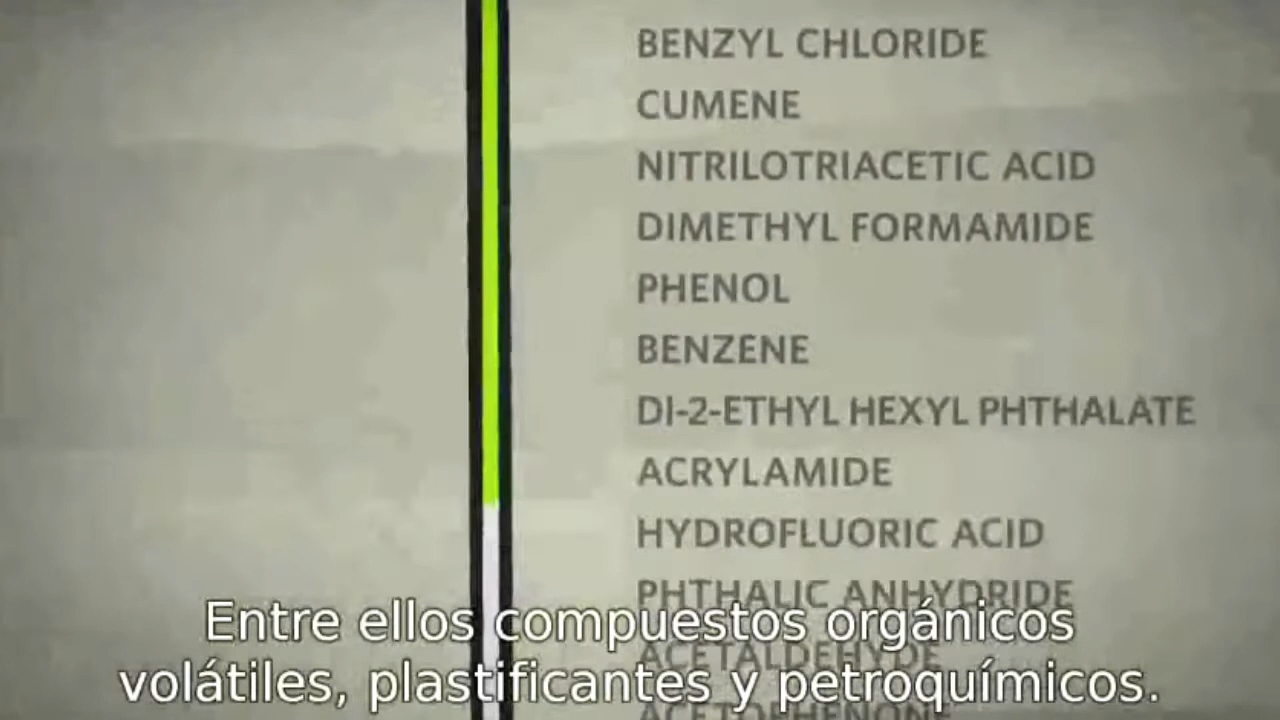 BENZYL CHLORIDE
CUMENE
NITRILOTRIACETIC ACID
DIMETHYL FORMAMIDE
PHENOL
BENZENE
DI-2-ETHYL HEXYL PHTHALATE
ACRYLAMIDE
HYDROFLUORIC ACID
PHTHALIC ANHYDRIDE
ACETALDEHYDE
ACETOPHENONE
Entre ellos compuestos orgánicos
volátiles, plastificantes y petroquímicos.